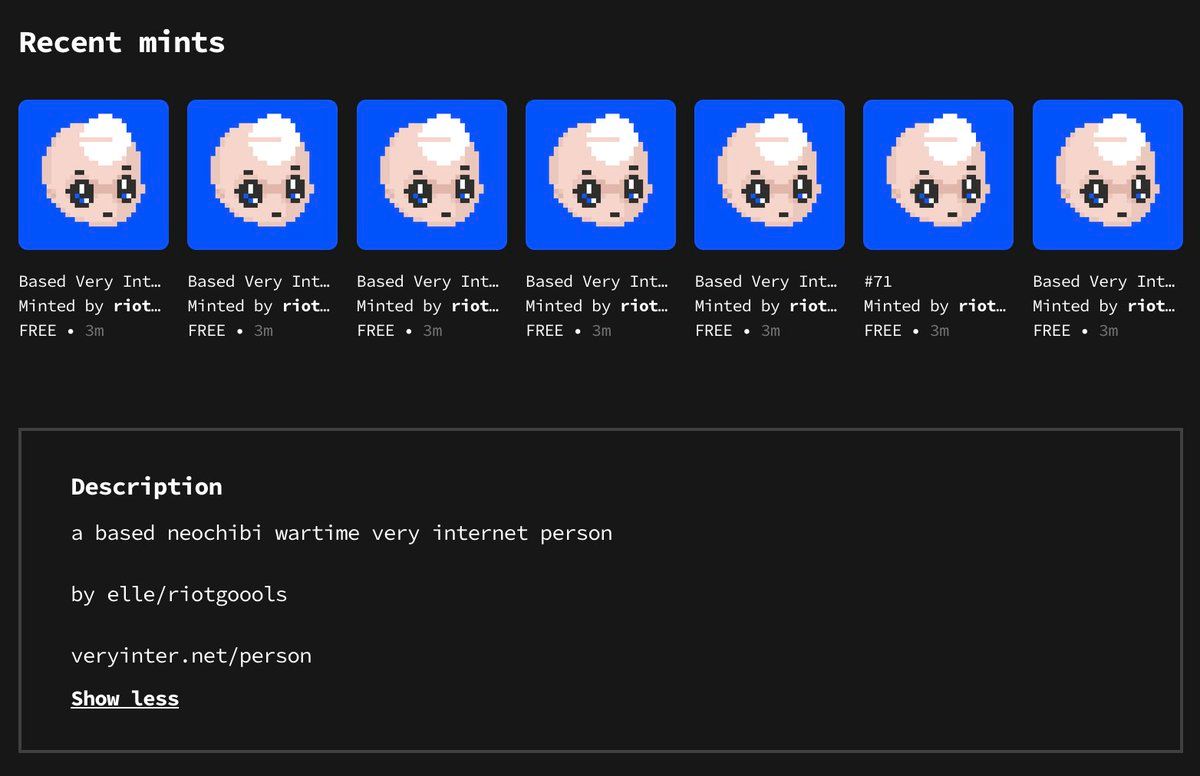 Recent mints
Based Very Int… Based Very Int… Based Very Int… Based Very Int… Based Very Int… #71 Based Very Int…
Minted by riot… Minted by riot… Minted by riot… Minted by riot… Minted by riot… Minted by riot… Minted by riot…
FREE • 3m FREE • 3m FREE • 3m FREE • 3m FREE • 3m FREE • 3m FREE • 3m
Description
a based neochibi wartime very internet person
by elle/riotgoools
veryinter.net/person
Show less